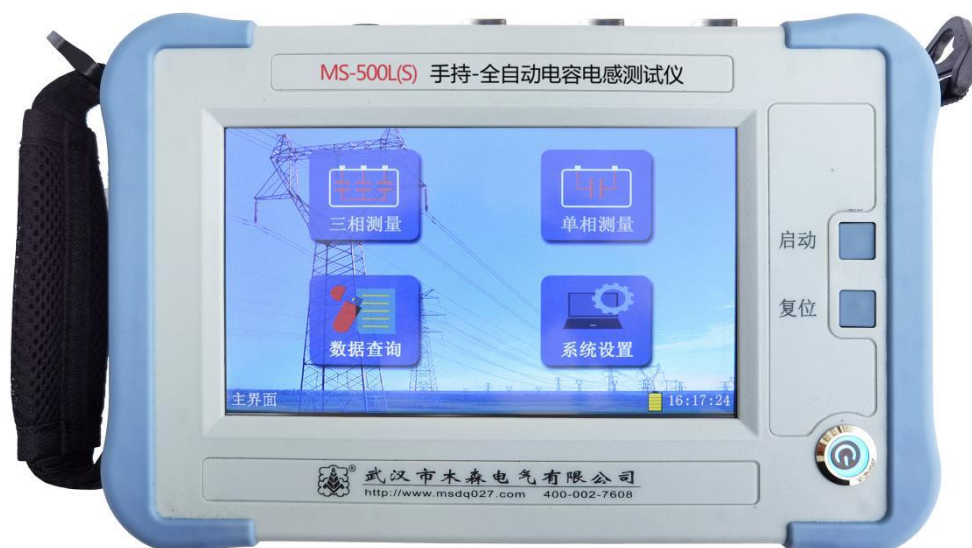 MS-500L(S) 手持-全自动电容电感测试仪
三相测量
单相测量
启动
复位
数据查询
系统设置
主界面
16:17:24
武汉市木森电气有限公司
http://www.msdq027.com 400-002-7608